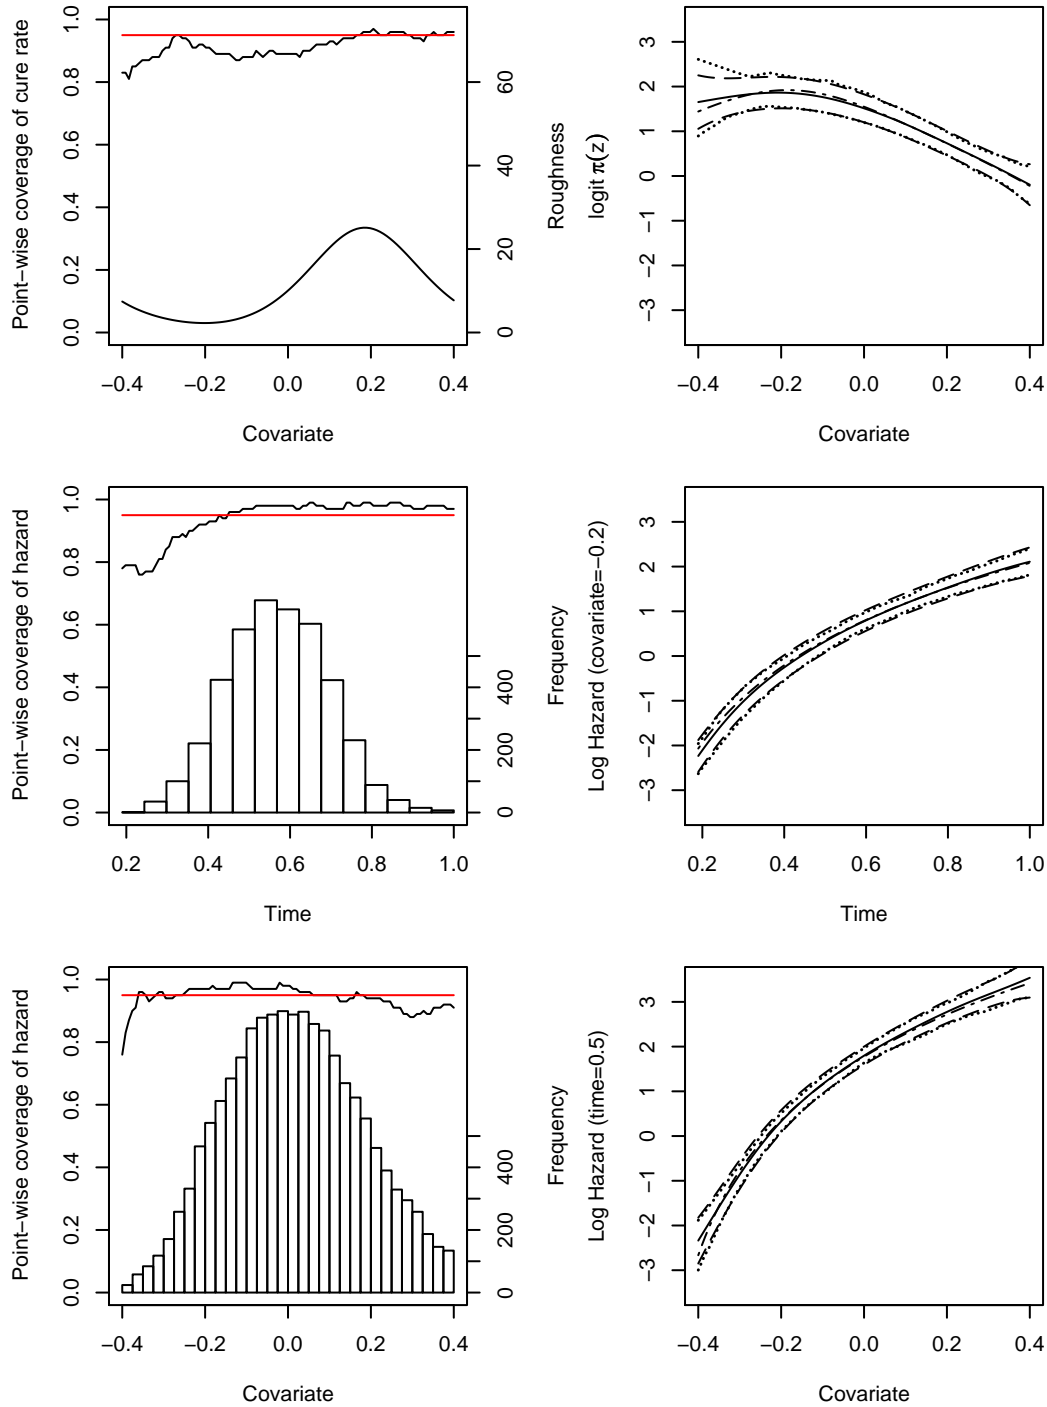 Point−wise coverage of cure rate
0.0 0.2 0.4 0.6 0.8 1.0
0 20 40 60
Roughness
−0.4 −0.2 0.0 0.2 0.4
Covariate
logit π(z)
−3 −2 −1 0 1 2 3
−0.4 −0.2 0.0 0.2 0.4
Covariate
Point−wise coverage of hazard
0.0 0.2 0.4 0.6 0.8 1.0
0 200 400
Frequency
0.2 0.4 0.6 0.8 1.0
Time
Log Hazard (covariate=−0.2)
−3 −2 −1 0 1 2 3
0.2 0.4 0.6 0.8 1.0
Time
Point−wise coverage of hazard
0.0 0.2 0.4 0.6 0.8 1.0
0 200 400
Frequency
−0.4 −0.2 0.0 0.2 0.4
Covariate
Log Hazard (time=0.5)
−3 −2 −1 0 1 2 3
−0.4 −0.2 0.0 0.2 0.4
Covariate